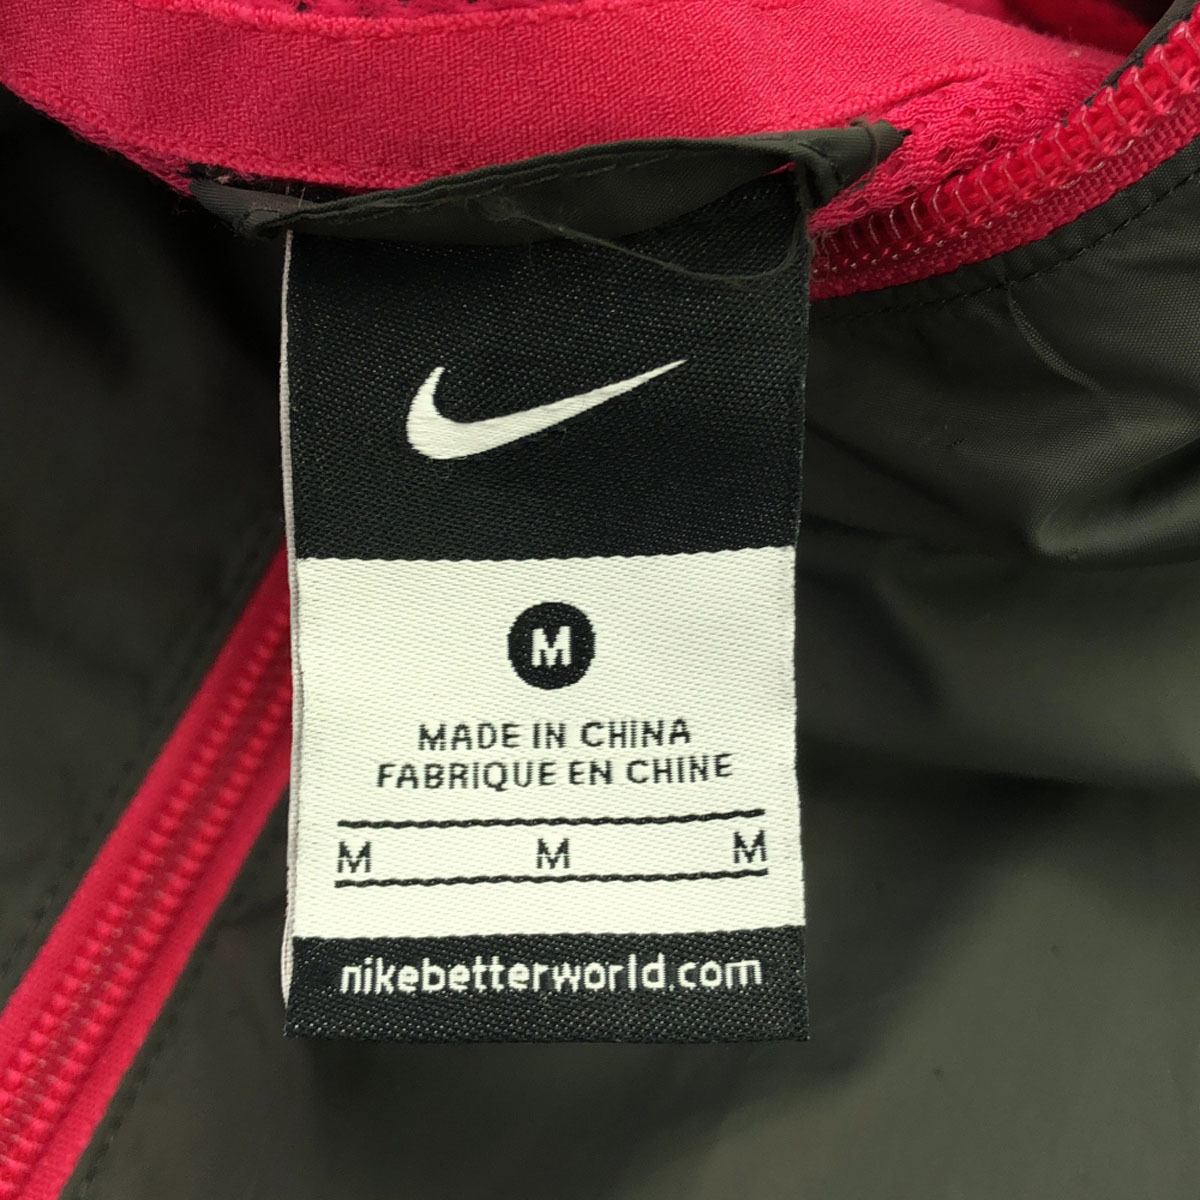 M
MADE IN CHINA
FABRIQUE EN CHINE
M M M
nikebetterworld.com